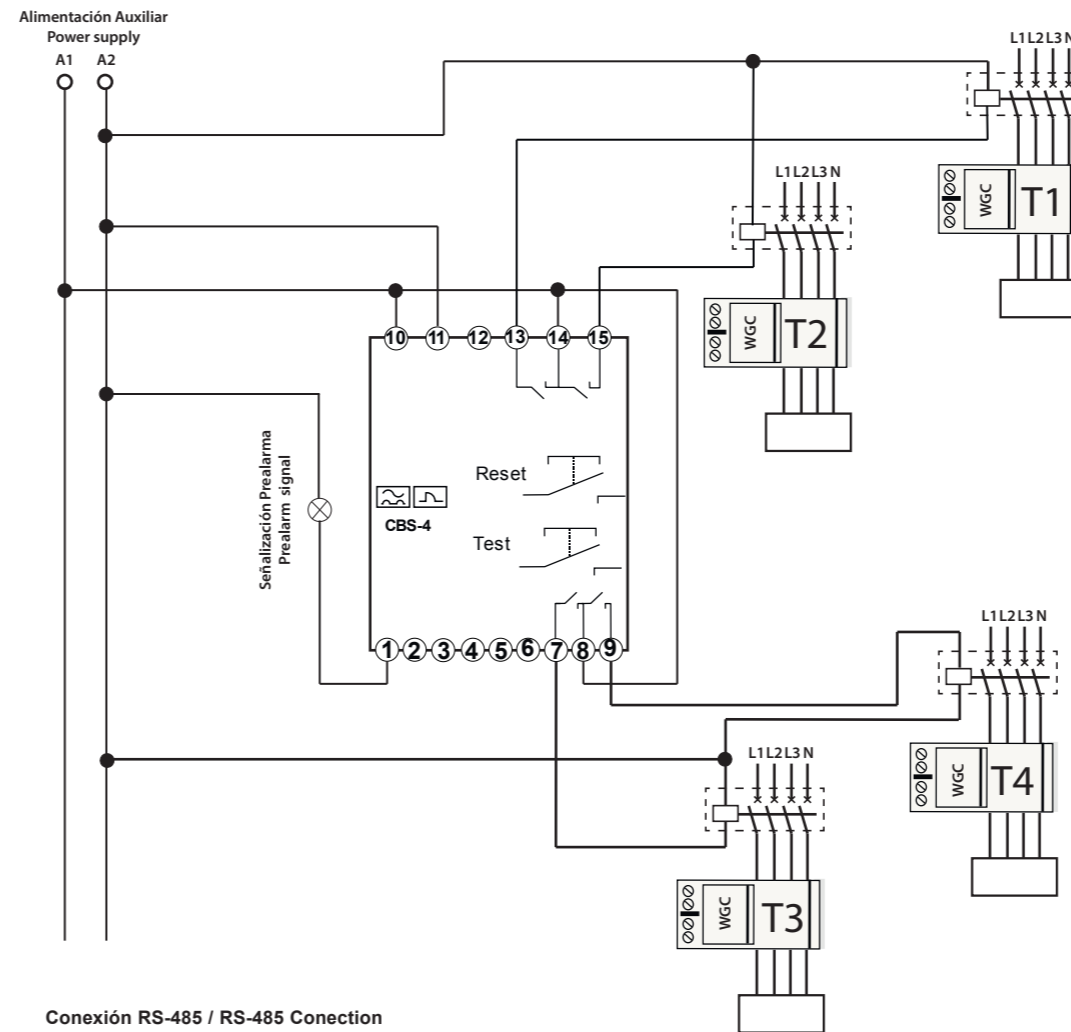 Alimentación Auxiliar
Power supply
A1 A2
L1 L2 L3 N
WGC T1
L1 L2 L3 N
WGC T2
10 11 12 13 14 15
Señalización Prealarma
Prealarm signal
Reset
CBS-4
Test
1 2 3 4 5 6 7 8 9
L1 L2 L3 N
WGC T4
L1 L2 L3 N
WGC T3
Conexión RS-485 / RS-485 Conection